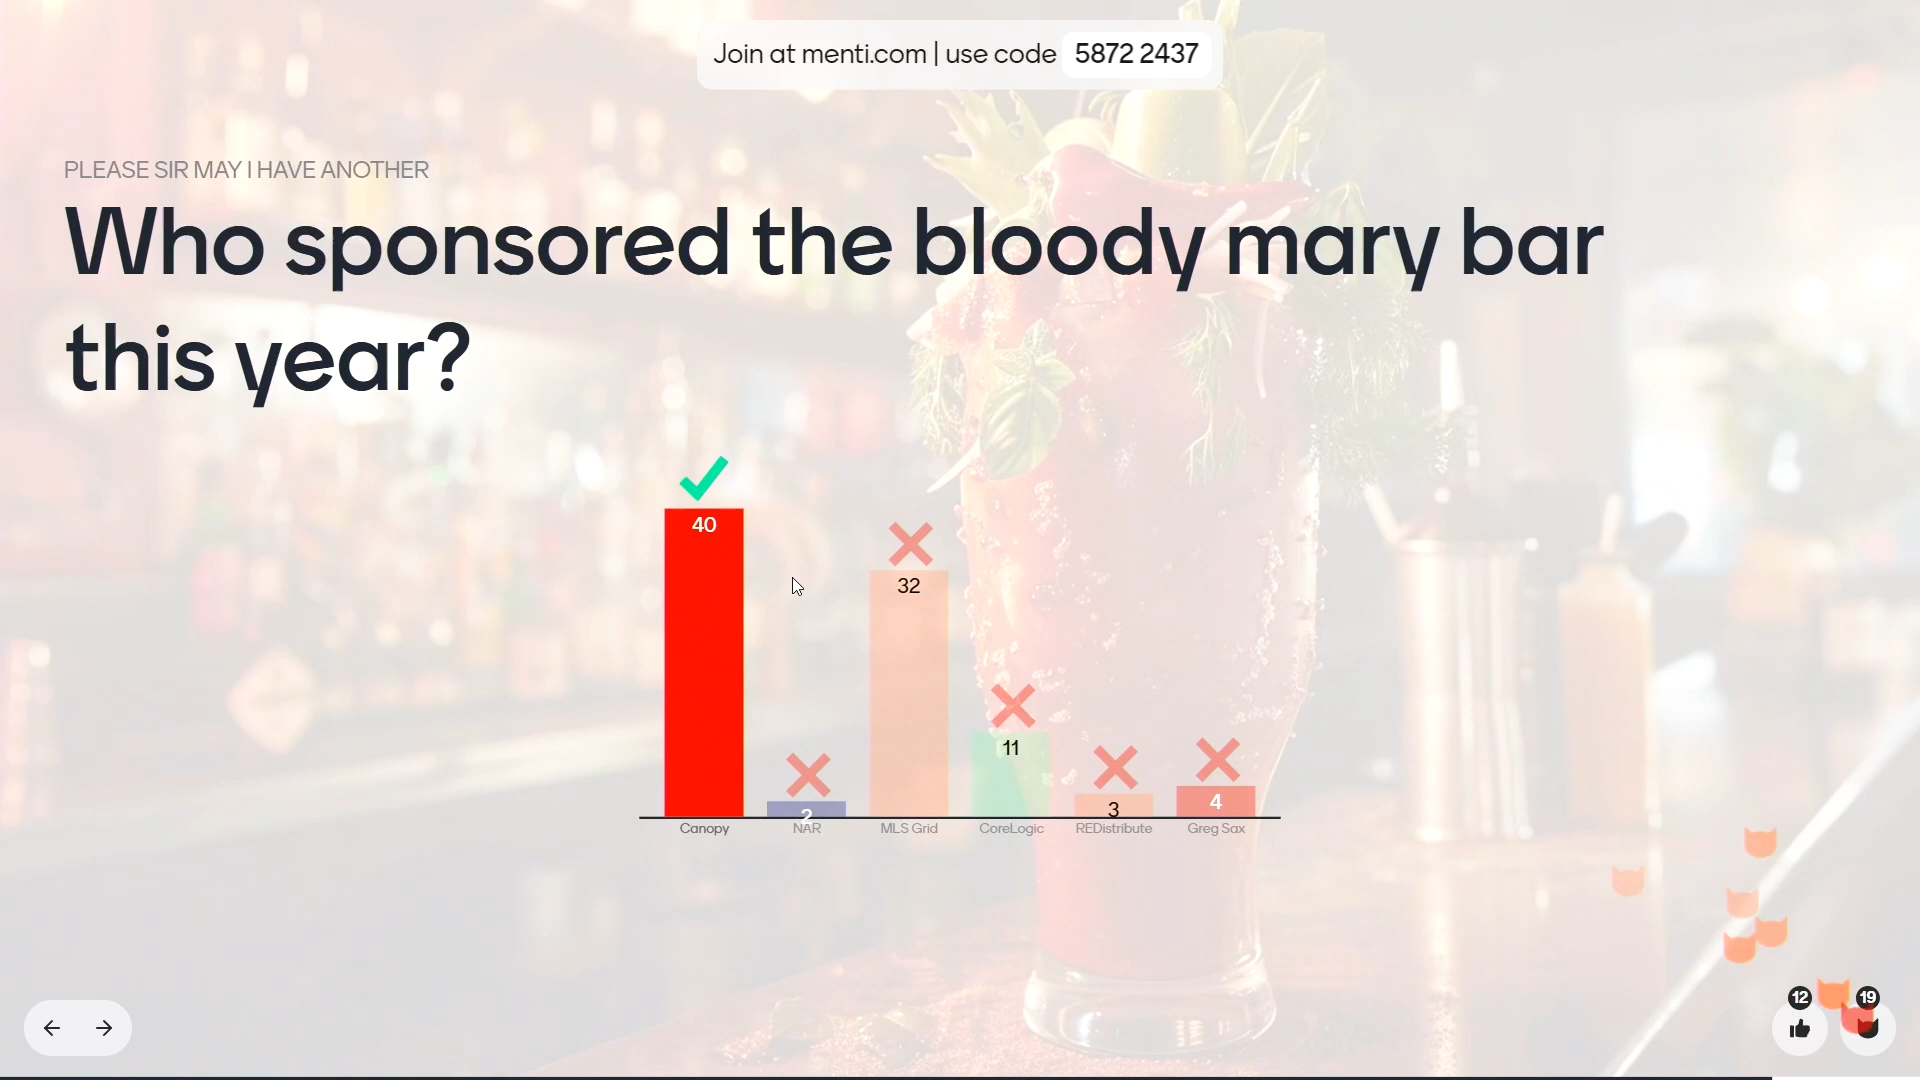 Join at menti.com | use code 5872 2437
PLEASE SIR MAY I HAVE ANOTHER
Who sponsored the bloody mary bar
this year?
40
32
11
2
3
4
Canopy NAR MLS Grid CoreLogic REDistribute Greg Sax
12 19